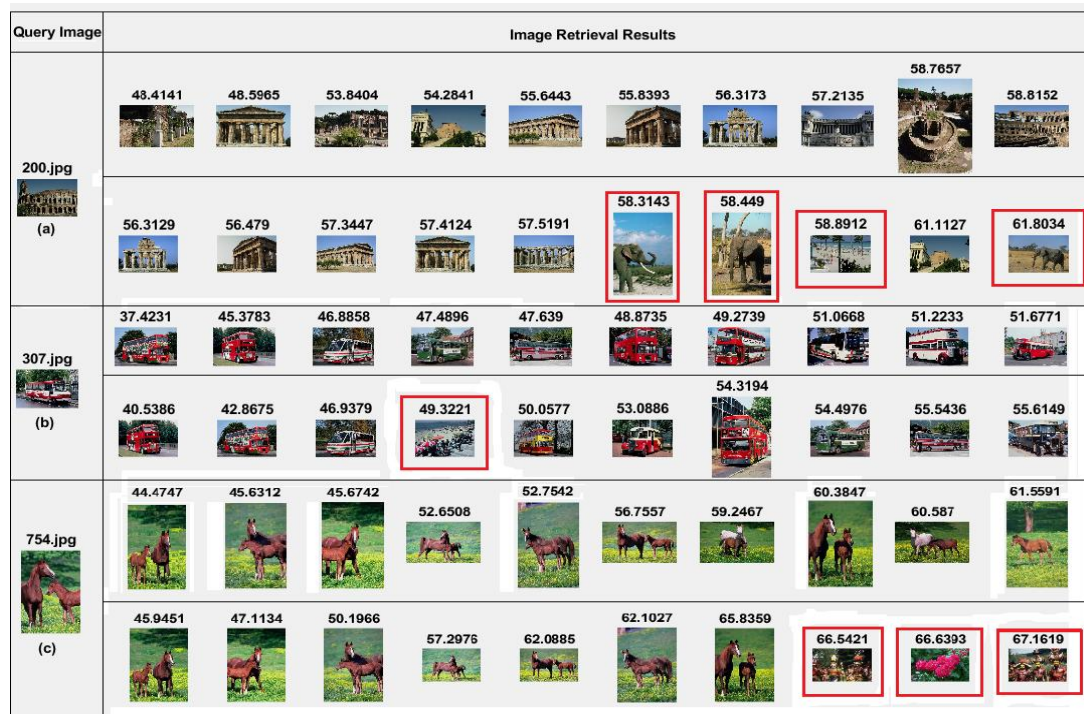 Query Image
Image Retrieval Results
200.jpg
(a)
48.4141 48.5965 53.8404 54.2841 55.6443 55.8393 56.3173 57.2135 58.7657 58.8152
56.3129 56.479 57.3447 57.4124 57.5191 58.3143 58.449 58.8912 61.1127 61.8034
307.jpg
(b)
37.4231 45.3783 46.8858 47.4896 47.639 48.8735 49.2739 51.0668 51.2233 51.6771
40.5386 42.8675 46.9379 49.3221 50.0577 53.0886 54.3194 54.4976 55.5436 55.6149
754.jpg
(c)
44.4747 45.6312 45.6742 52.6508 52.7542 56.7557 59.2467 60.3847 60.587 61.5591
45.9451 47.1134 50.1966 57.2976 62.0885 62.1027 65.8359 66.5421 66.6393 67.1619